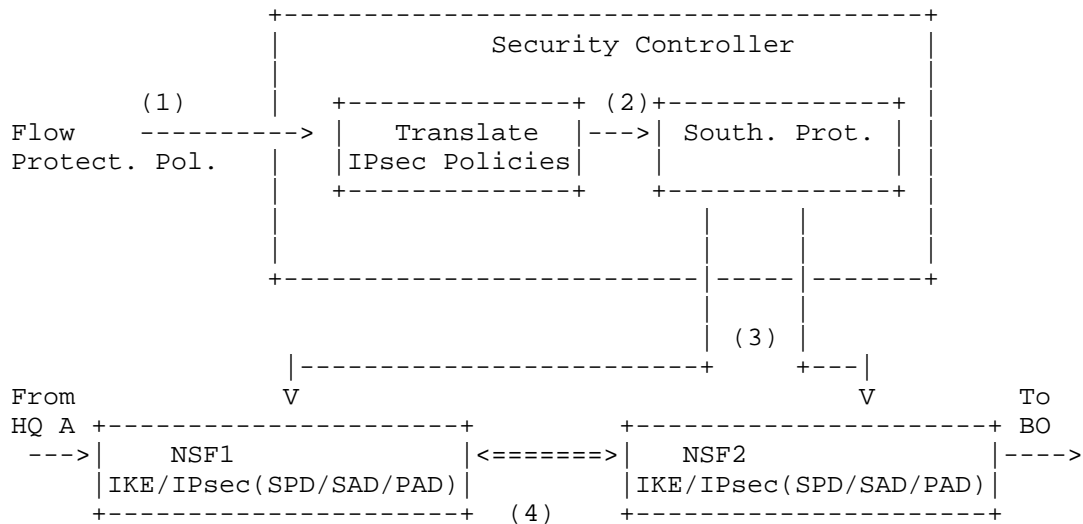 Security Controller
(1) (2)
Flow Translate South. Prot.
Protect. Pol. IPsec Policies
(3)
From To
V V
HQ A BO
NSF1 NSF2
IKE/IPsec(SPD/SAD/PAD) IKE/IPsec(SPD/SAD/PAD)
(4)